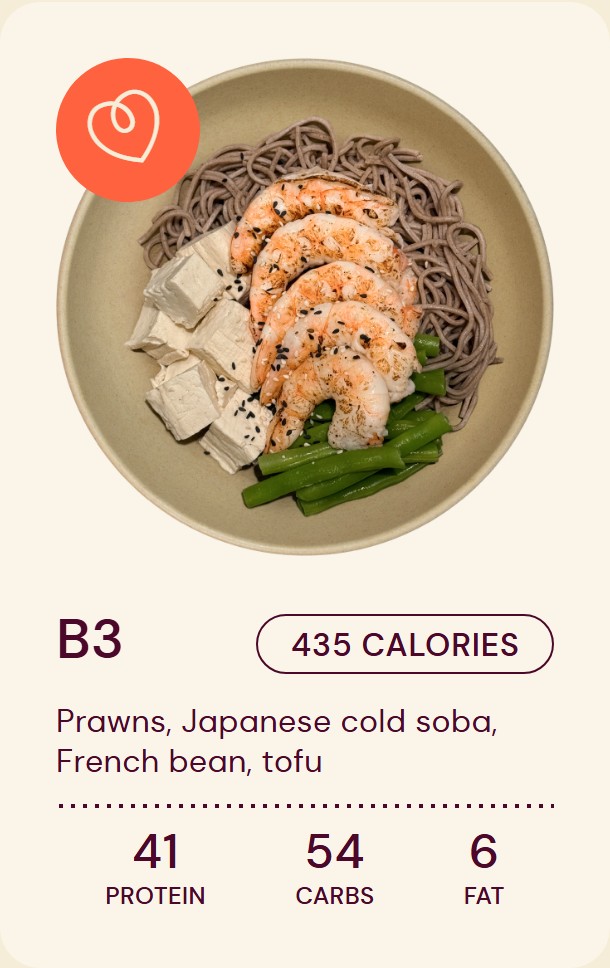 B3
435 CALORIES
Prawns, Japanese cold soba,
French bean, tofu
41 54 6
PROTEIN CARBS FAT